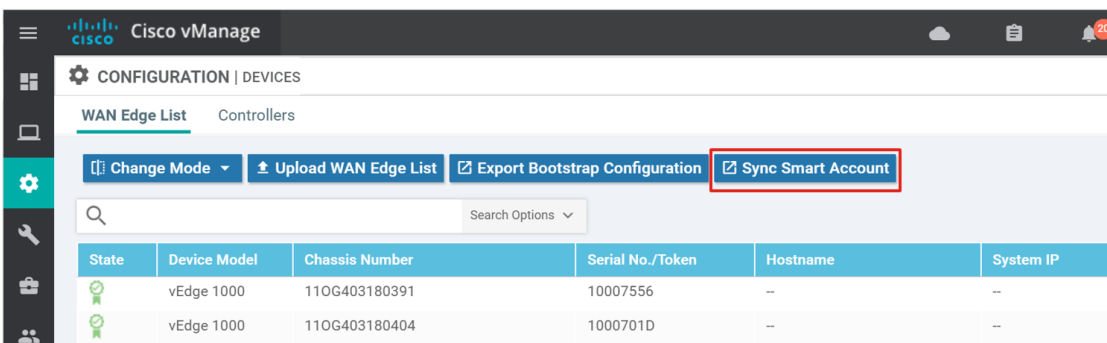 CISCO Cisco vManage 20
CONFIGURATION | DEVICES
WAN Edge List Controllers
Change Mode Upload WAN Edge List Export Bootstrap Configuration Sync Smart Account
Search Options
State Device Model Chassis Number Serial No./Token Hostname System IP
vEdge 1000 11OG403180391 10007556 -- --
vEdge 1000 11OG403180404 1000701D -- --